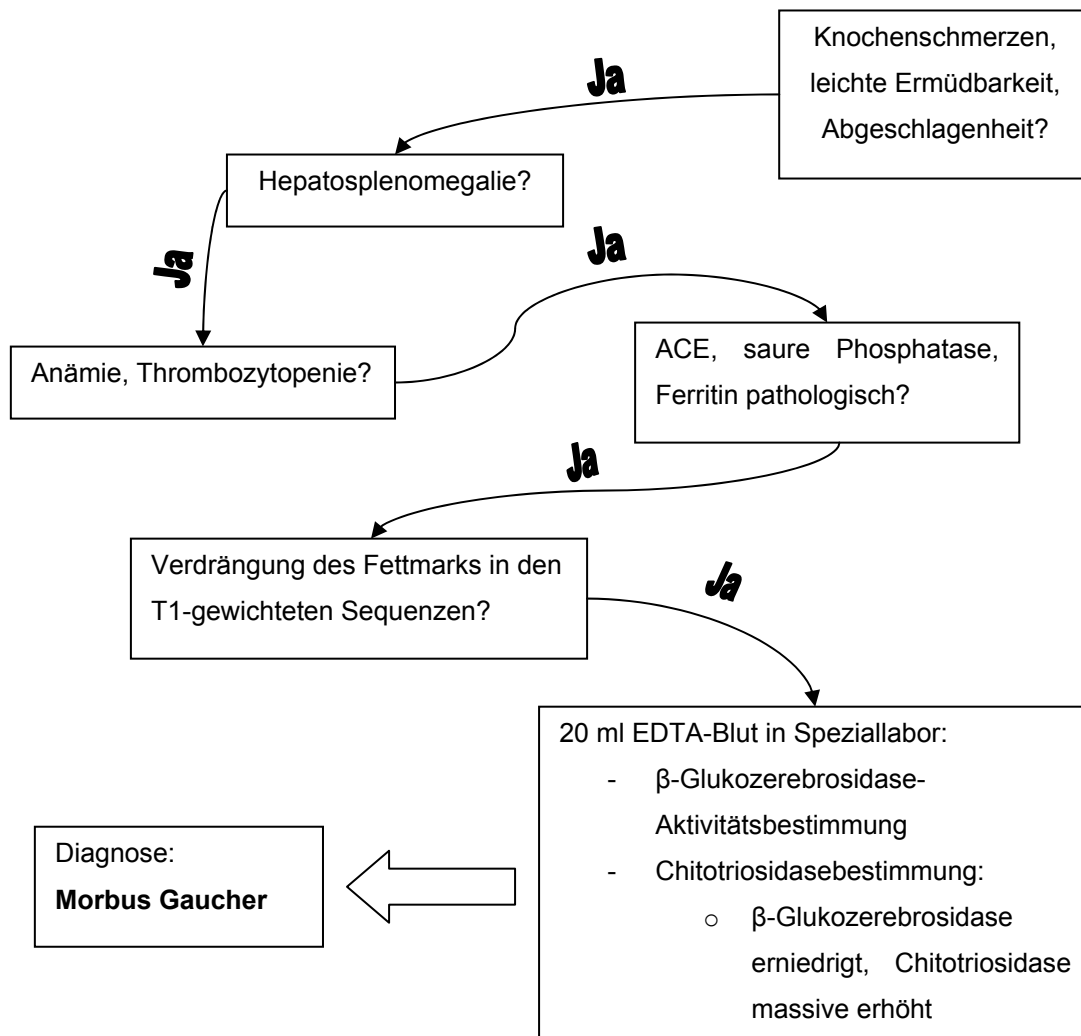 Knochenschmerzen,
leichte Ermüdbarkeit,
Abgeschlagenheit?
Ja
Hepatosplenomegalie?
Ja
Anämie, Thrombozytopenie?
Ja
ACE, saure Phosphatase,
Ferritin pathologisch?
Ja
Verdrängung des Fettmarks in den
T1-gewichteten Sequenzen?
Ja
20 ml EDTA-Blut in Speziallabor:
- β-Glukozerebrosidase-
Aktivitätsbestimmung
- Chitotriosidasebestimmung:
o β-Glukozerebrosidase
erniedrigt, Chitotriosidase
massive erhöht
Diagnose:
Morbus Gaucher